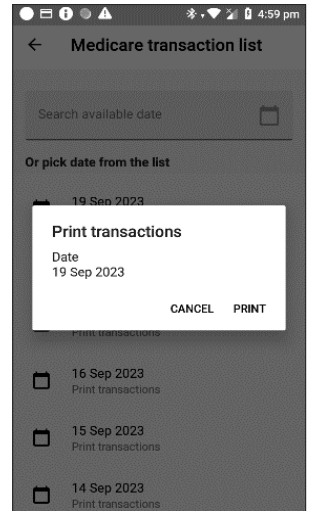 4:59 pm
Medicare transaction list
Search available date
Or pick date from the list
19 Sep 2023
Print transactions
Date
19 Sep 2023
CANCEL PRINT
Print transactions
16 Sep 2023
Print transactions
15 Sep 2023
Print transactions
14 Sep 2023
Print transactions